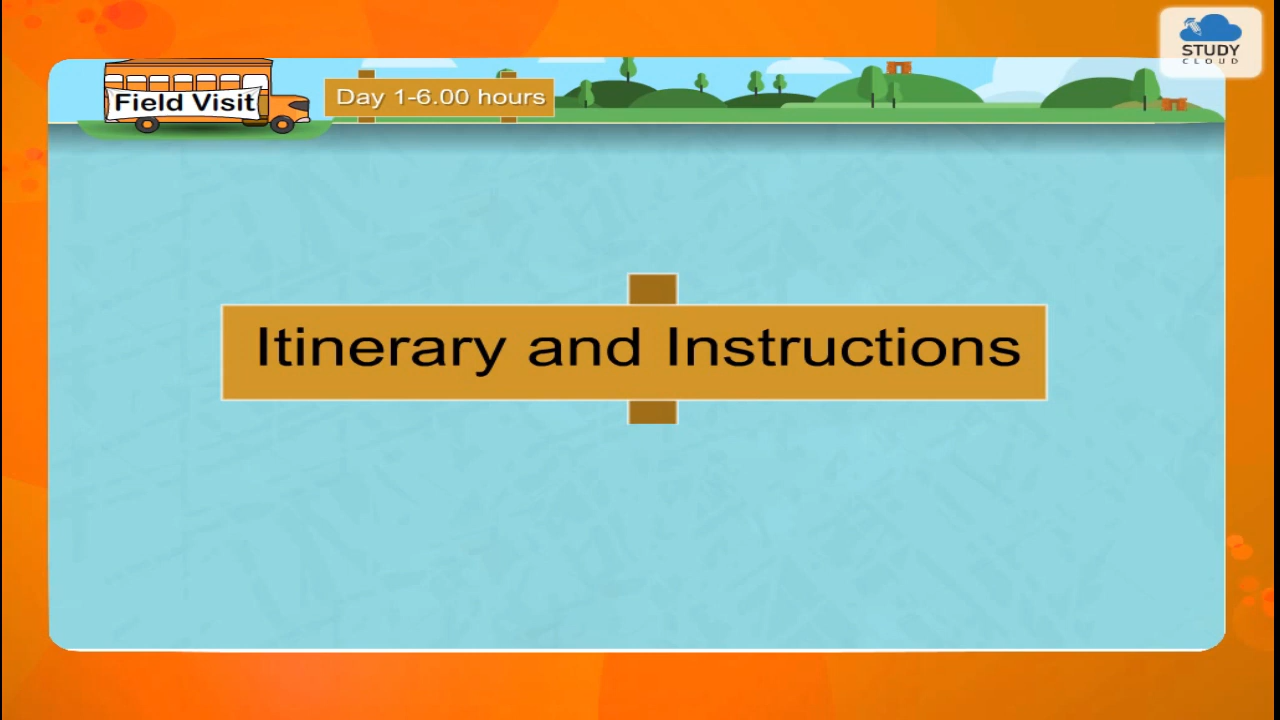 STUDY
CLOUD
Field Visit
Day 1-6.00 hours
Itinerary and Instructions